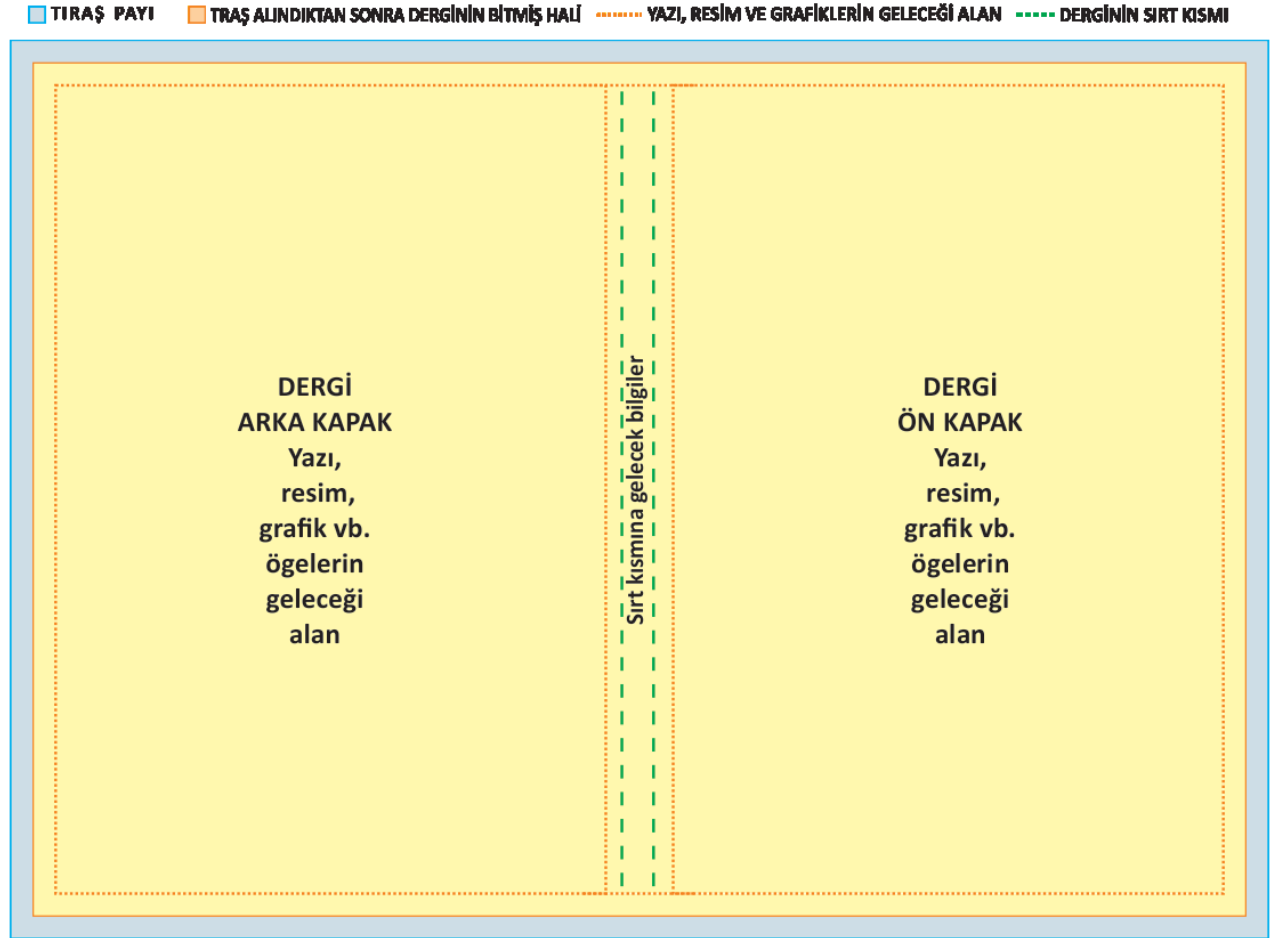 TIRAŞ PAYI
TRAŞ ALINDIKTAN SONRA DERGİNİN BİTMİŞ HALİ
YAZI, RESİM VE GRAFİKLERİN GELECEĞİ ALAN
DERGİNİN SIRT KISMI
DERGİ
ARKA KAPAK
Yazı,
resim,
grafik vb.
ögelerin
geleceği
alan
Sırt kısmına gelecek bilgiler
DERGİ
ÖN KAPAK
Yazı,
resim,
grafik vb.
ögelerin
geleceği
alan